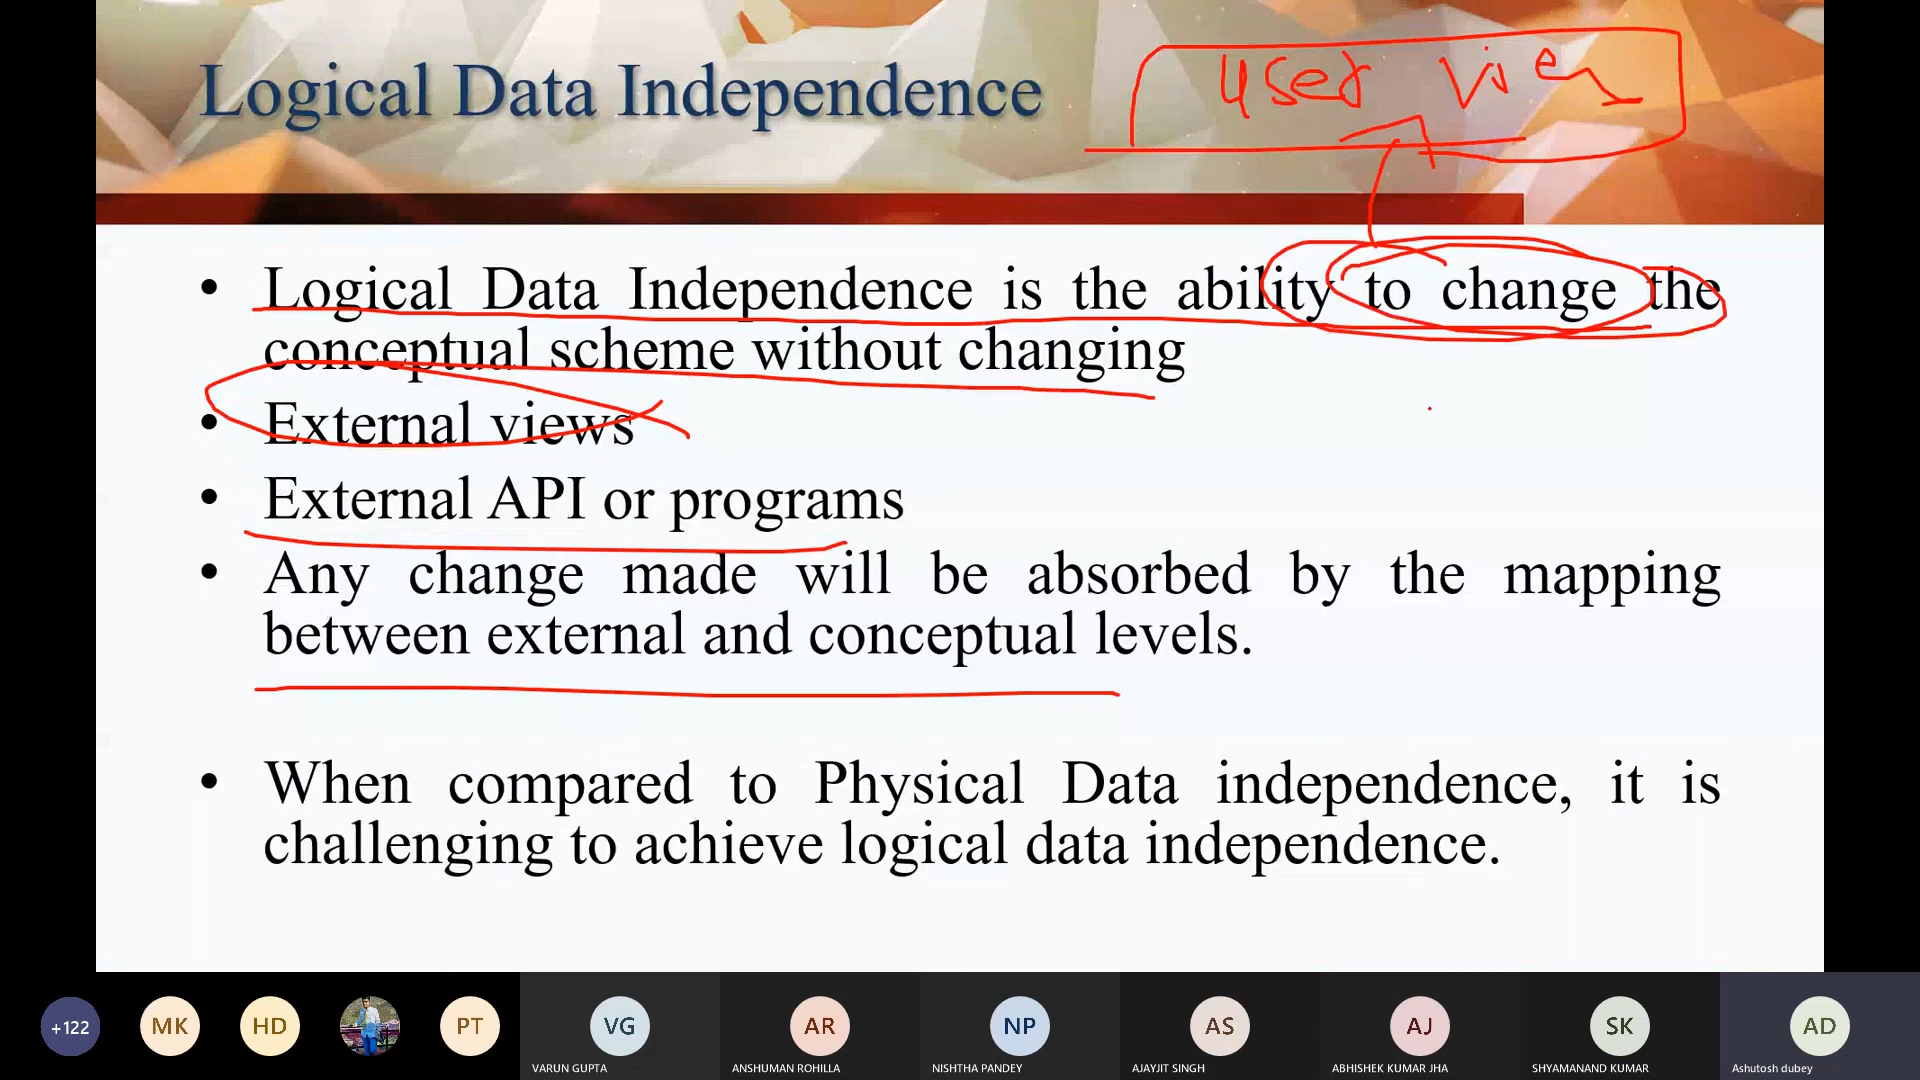 Logical Data Independence
User View
• Logical Data Independence is the ability to change the
conceptual scheme without changing
• External views
• External API or programs
• Any change made will be absorbed by the mapping
between external and conceptual levels.
• When compared to Physical Data independence, it is
challenging to achieve logical data independence.
+122
MK
HD
PT
VG
AR
NP
AS
AJ
SK
AD
VARUN GUPTA
ANSHUMAN ROHILLA
NISHTHA PANDEY
AJAYJIT SINGH
ABHISHEK KUMAR JHA
SHYAMANAND KUMAR
Ashutosh dubey